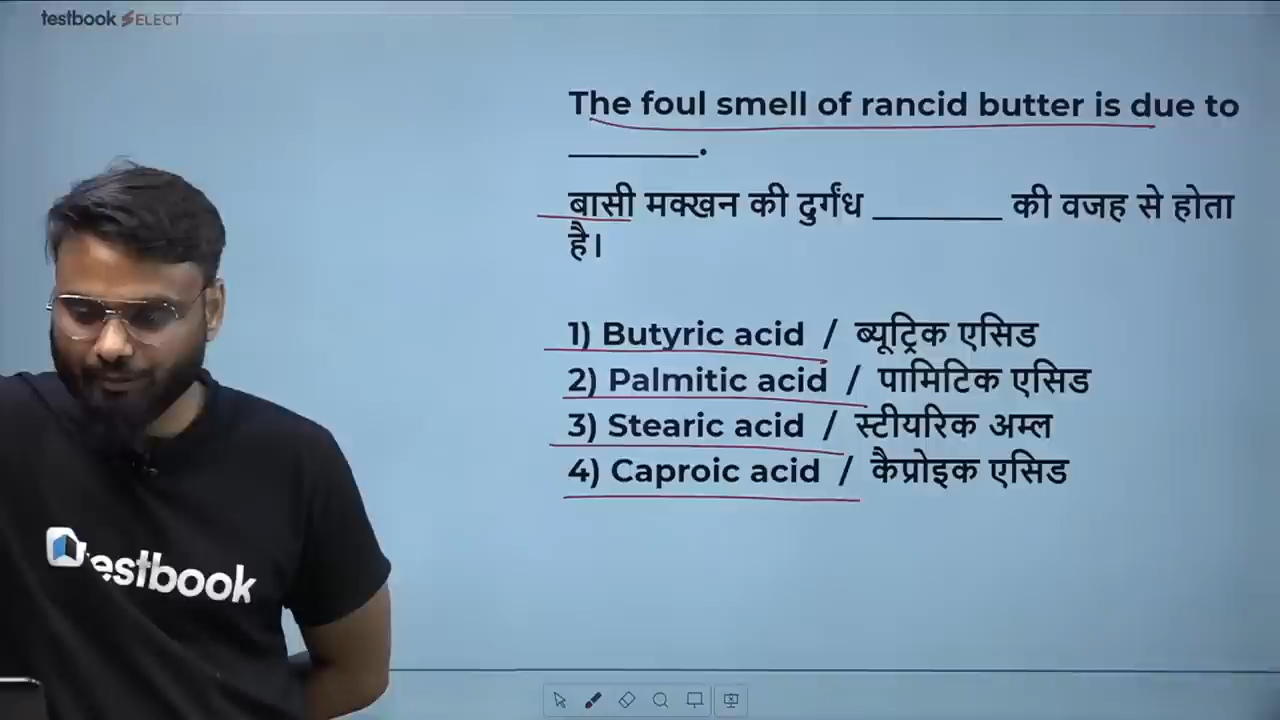 testbook SELECT
The foul smell of rancid butter is due to
________.
बासी मक्खन की दुर्गंध ________ की वजह से होता
है।
1) Butyric acid / ब्यूट्रिक एसिड
2) Palmitic acid / पामिटिक एसिड
3) Stearic acid / स्टीयरिक अम्ल
4) Caproic acid / कैप्रोइक एसिड
testbook